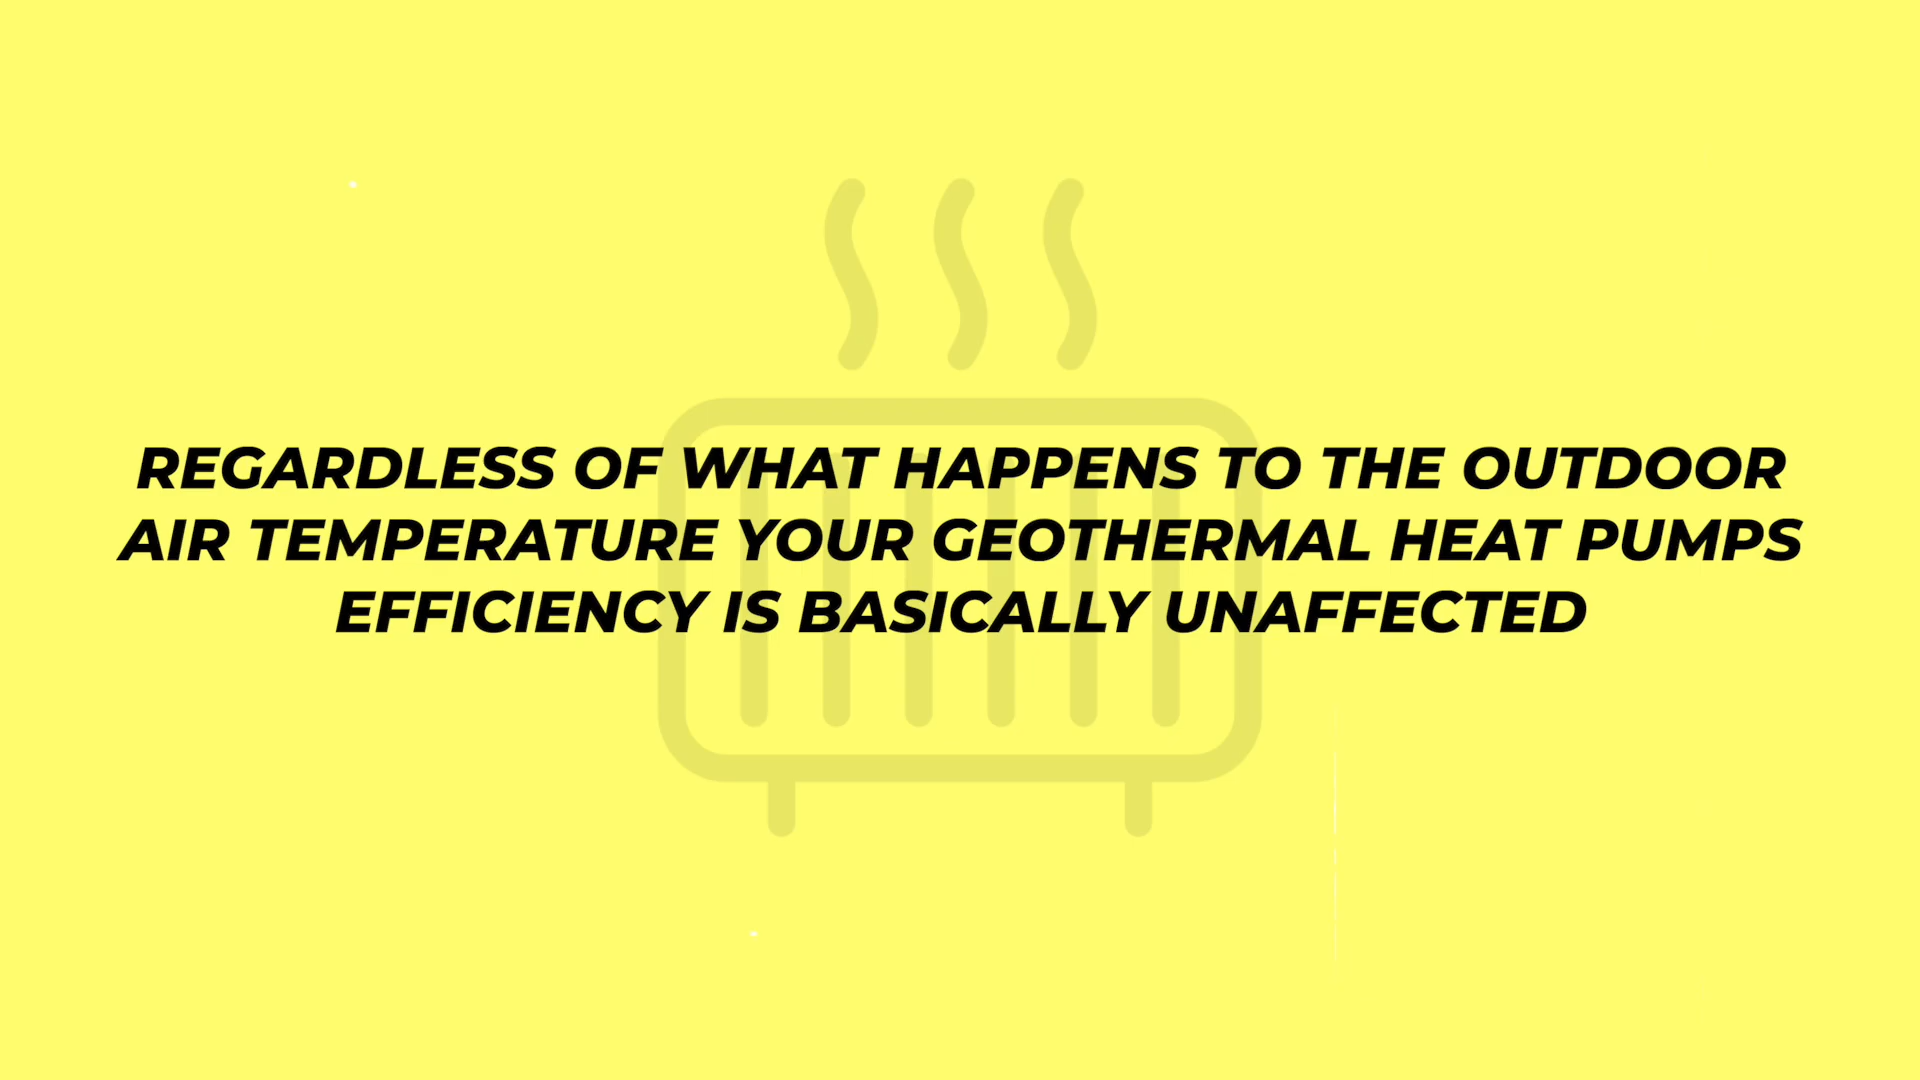 REGARDLESS OF WHAT HAPPENS TO THE OUTDOOR
AIR TEMPERATURE YOUR GEOTHERMAL HEAT PUMPS
EFFICIENCY IS BASICALLY UNAFFECTED